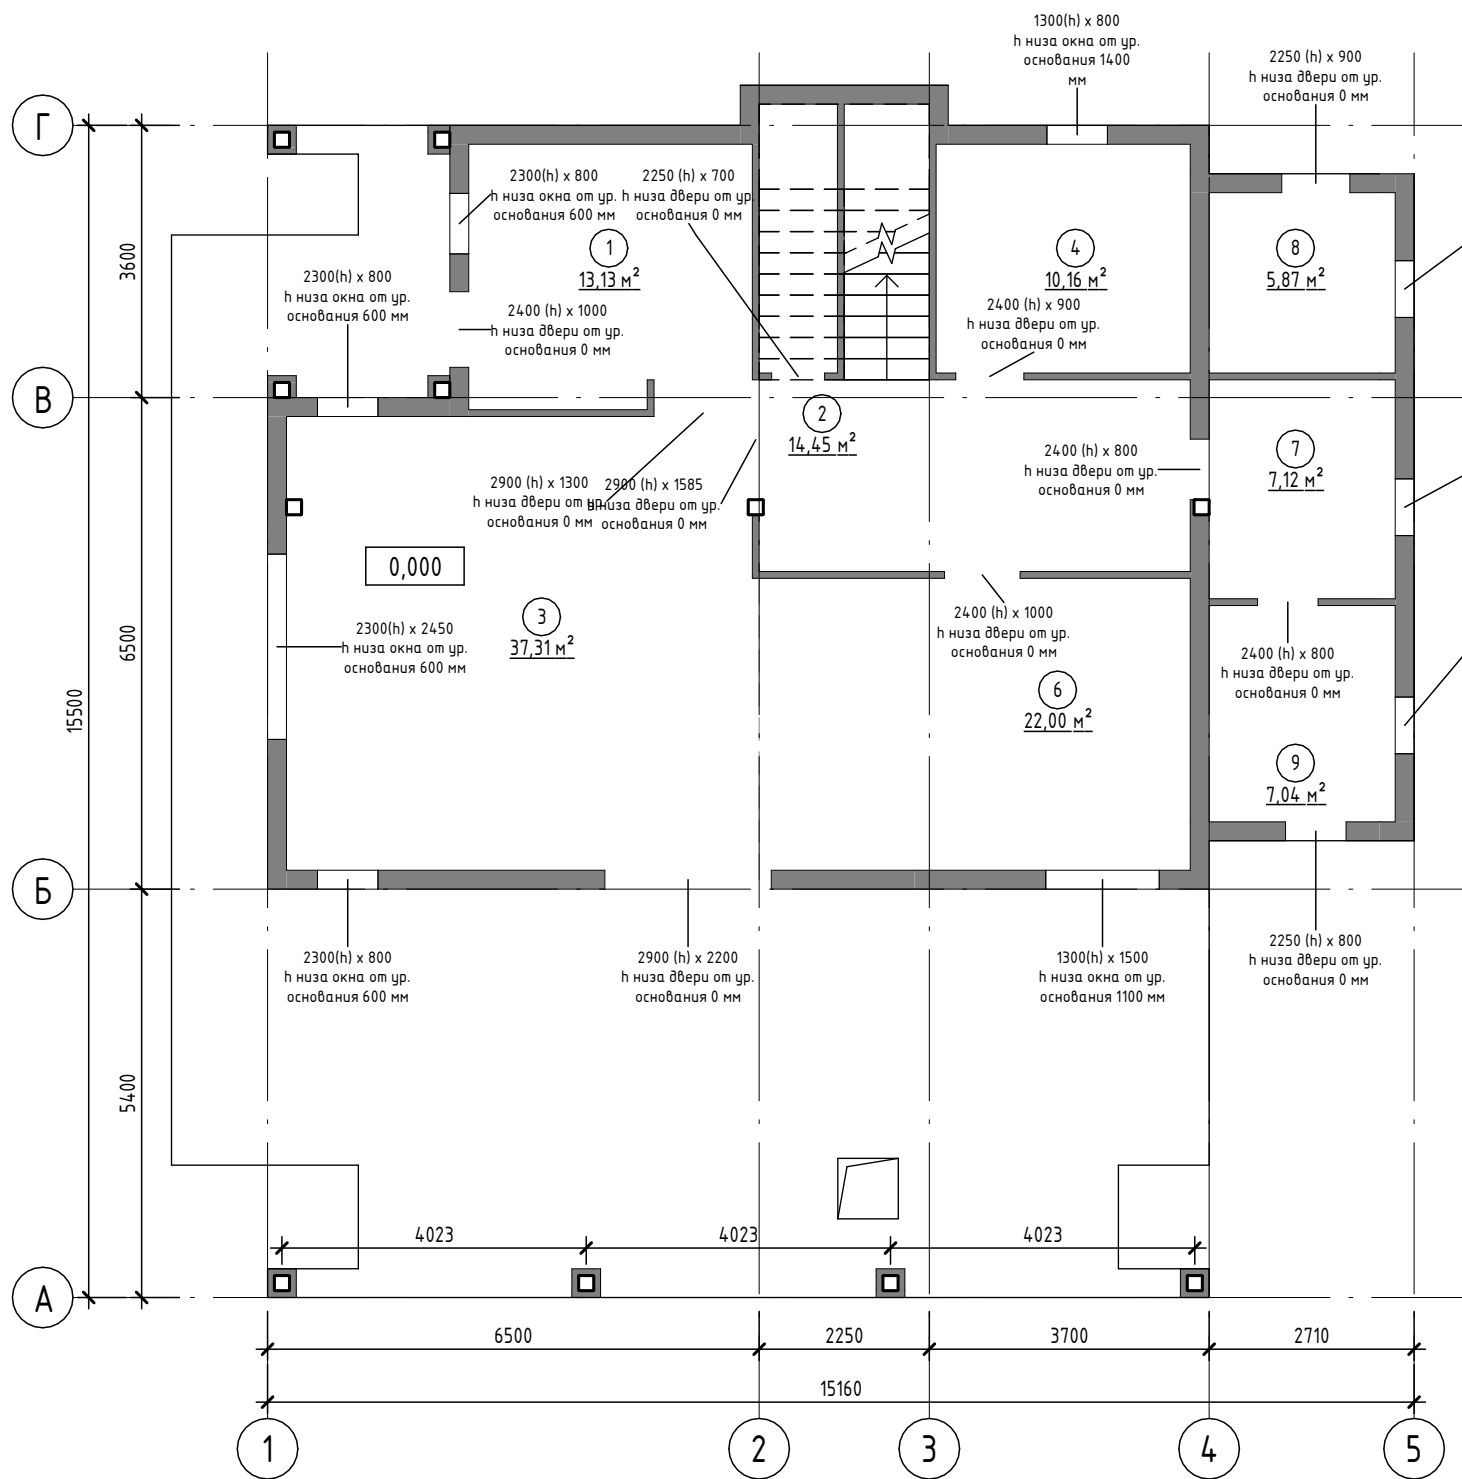 1300(h) x 800
h низа окна от ур.
основания 1400
мм
2250 (h) x 900
h низа двери от ур.
основания 0 мм
Г
2300(h) x 800
h низа окна от ур.
основания 600 мм
2250 (h) x 700
h низа двери от ур.
основания 0 мм
1
13,13 м²
4
10,16 м²
8
5,87 м²
3600
2300(h) x 800
h низа окна от ур.
основания 600 мм
2400 (h) x 1000
h низа двери от ур.
основания 0 мм
2400 (h) x 900
h низа двери от ур.
основания 0 мм
В
2
14,45 м²
7
7,12 м²
2400 (h) x 800
h низа двери от ур.
основания 0 мм
2900 (h) x 1300
h низа двери от ур.
основания 0 мм
2900 (h) x 1585
h низа двери от ур.
основания 0 мм
0,000
3
37,31 м²
2300(h) x 2450
h низа окна от ур.
основания 600 мм
2400 (h) x 1000
h низа двери от ур.
основания 0 мм
6500
15500
6
22,00 м²
2400 (h) x 800
h низа двери от ур.
основания 0 мм
9
7,04 м²
Б
2300(h) x 800
h низа окна от ур.
основания 600 мм
2900 (h) x 2200
h низа двери от ур.
основания 0 мм
1300(h) x 1500
h низа окна от ур.
основания 1100 мм
2250 (h) x 800
h низа двери от ур.
основания 0 мм
5400
4023
4023
4023
А
6500
2250
3700
2710
15160
1
2
3
4
5